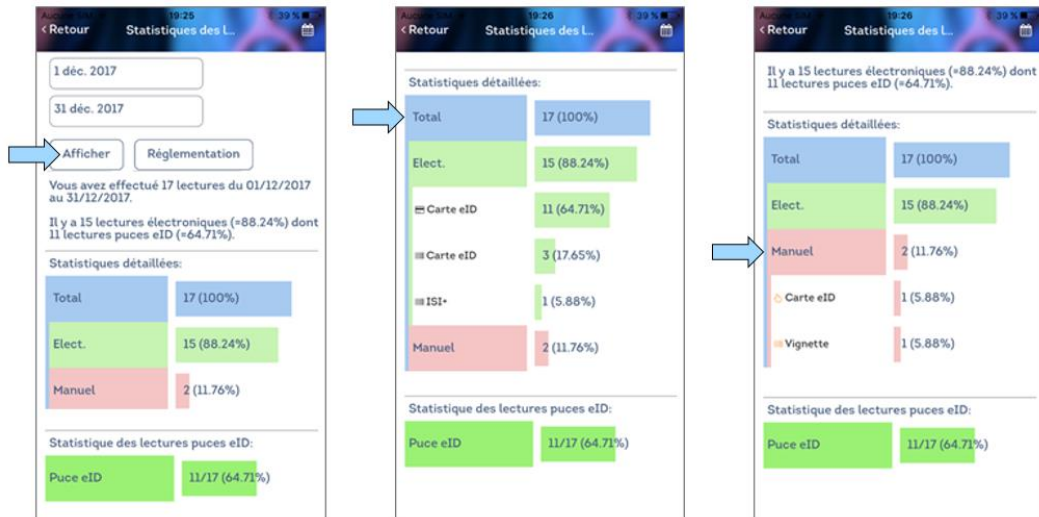 Aucune SIM 19:25 39 %
< Retour Statistiques des l...
1 déc. 2017
31 déc. 2017
Afficher Réglementation
Vous avez effectué 17 lectures du 01/12/2017
au 31/12/2017.
Il y a 15 lectures électroniques (=88.24%) dont
11 lectures puces eID (=64.71%).
Statistiques détaillées:
Total 17 (100%)
Elect. 15 (88.24%)
Manuel 2 (11.76%)
Statistique des lectures puces eID:
Puce eID 11/17 (64.71%)
Aucune SIM 19:26 39 %
< Retour Statistiques des l...
Statistiques détaillées:
Total 17 (100%)
Elect. 15 (88.24%)
Carte eID 11 (64.71%)
Carte eID 3 (17.65%)
ISI+ 1 (5.88%)
Manuel 2 (11.76%)
Statistique des lectures puces eID:
Puce eID 11/17 (64.71%)
Aucune SIM 19:26 39 %
< Retour Statistiques des l...
Il y a 15 lectures électroniques (=88.24%) dont
11 lectures puces eID (=64.71%).
Statistiques détaillées:
Total 17 (100%)
Elect. 15 (88.24%)
Manuel 2 (11.76%)
Carte eID 1 (5.88%)
Vignette 1 (5.88%)
Statistique des lectures puces eID:
Puce eID 11/17 (64.71%)